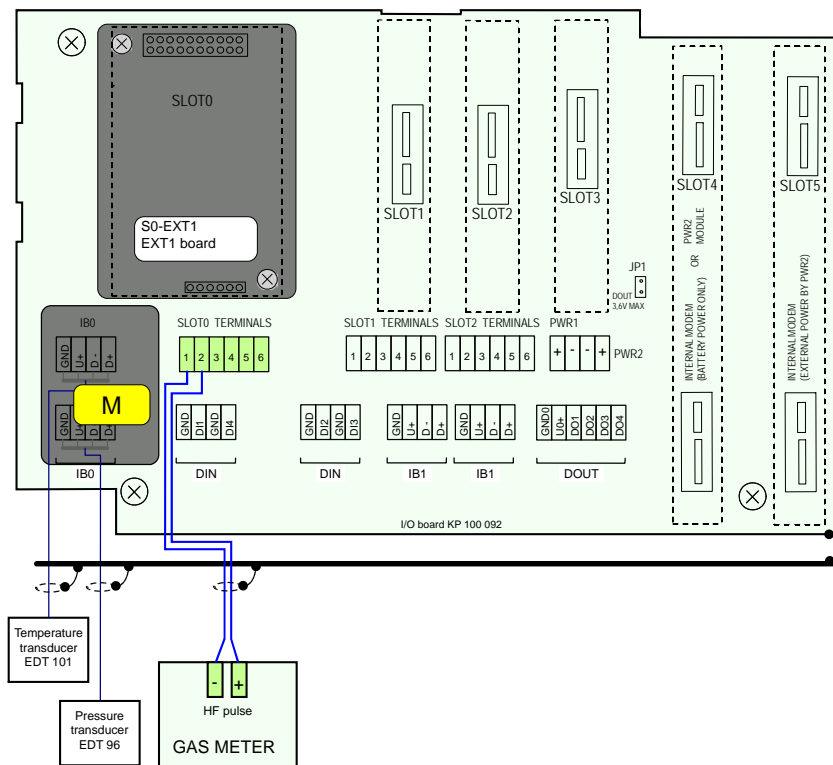 SLOT0
S0-EXT1
EXT1 board
SLOT1
SLOT2
SLOT3
SLOT4
SLOT5
JP1
DOUT
3,6V MAX
INTERNAL MODEM
(BATTERY POWER ONLY)
OR
PWR2
MODULE
INTERNAL MODEM
(EXTERNAL POWER BY PWR2)
IB0
GND U+ D - D+
SLOT0 TERMINALS
1 2 3 4 5 6
SLOT1 TERMINALS
1 2 3 4 5 6
SLOT2 TERMINALS
1 2 3 4 5 6
PWR1
+ - - +
PWR2
M
GND U+ D - D+
IB0
GND DI1 GND DI4
DIN
GND DI2 GND DI3
DIN
GND U+ D - D+
IB1
GND U+ D - D+
IB1
GND0 U0+ DO1 DO2 DO3 DO4
DOUT
I/O board KP 100 092
Temperature
transducer
EDT 101
Pressure
transducer
EDT 96
- +
HF pulse
GAS METER